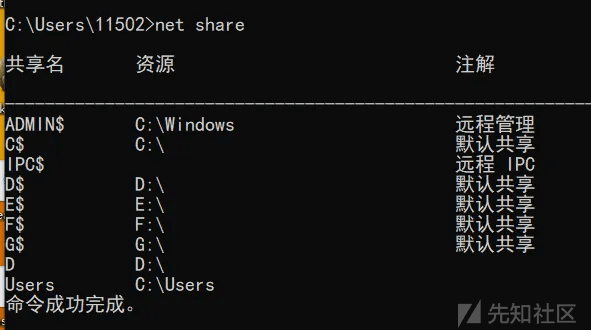 C:\Users\11502>net share
共享名 资源 注解
ADMIN$ C:\Windows 远程管理
C$ C:\ 默认共享
IPC$ 远程 IPC
D$ D:\ 默认共享
E$ E:\ 默认共享
F$ F:\ 默认共享
G$ G:\ 默认共享
D D:\
Users C:\Users
命令成功完成。
先知社区